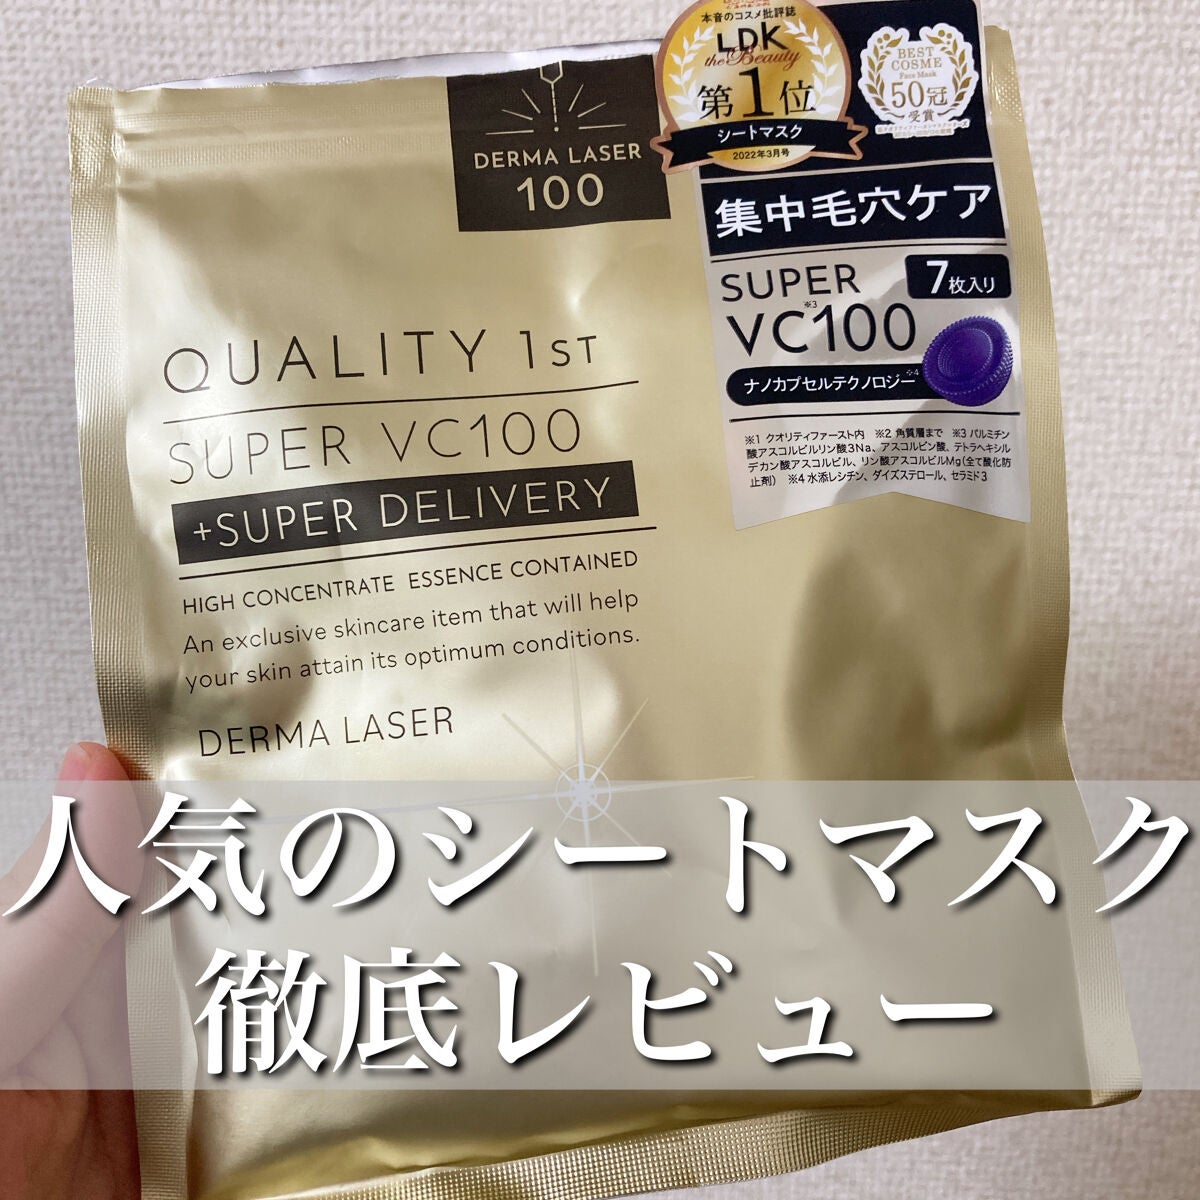 DERMA LASER
100
本音のコスメ批評誌
LDK
the Beauty
第1位
シートマスク
2022年3月号
BEST
COSME
Face Mask
50冠
受賞
集中毛穴ケア
SUPER
VC100
※3
7枚入り
ナノカプセルテクノロジー※4
※1 クオリティファースト内 ※2 角質層まで ※3 パルミチン
酸アスコルビルリン酸3Na、アスコルビン酸、テトラヘキシル
デカン酸アスコルビル、リン酸アスコルビルMg(全て酸化防
止剤) ※4 水添レシチン、ダイズステロール、セラミド3
QUALITY 1ST
SUPER VC100
+SUPER DELIVERY
HIGH CONCENTRATE ESSENCE CONTAINED
An exclusive skincare item that will help
your skin attain its optimum conditions.
DERMA LASER
人気のシートマスク
徹底レビュー